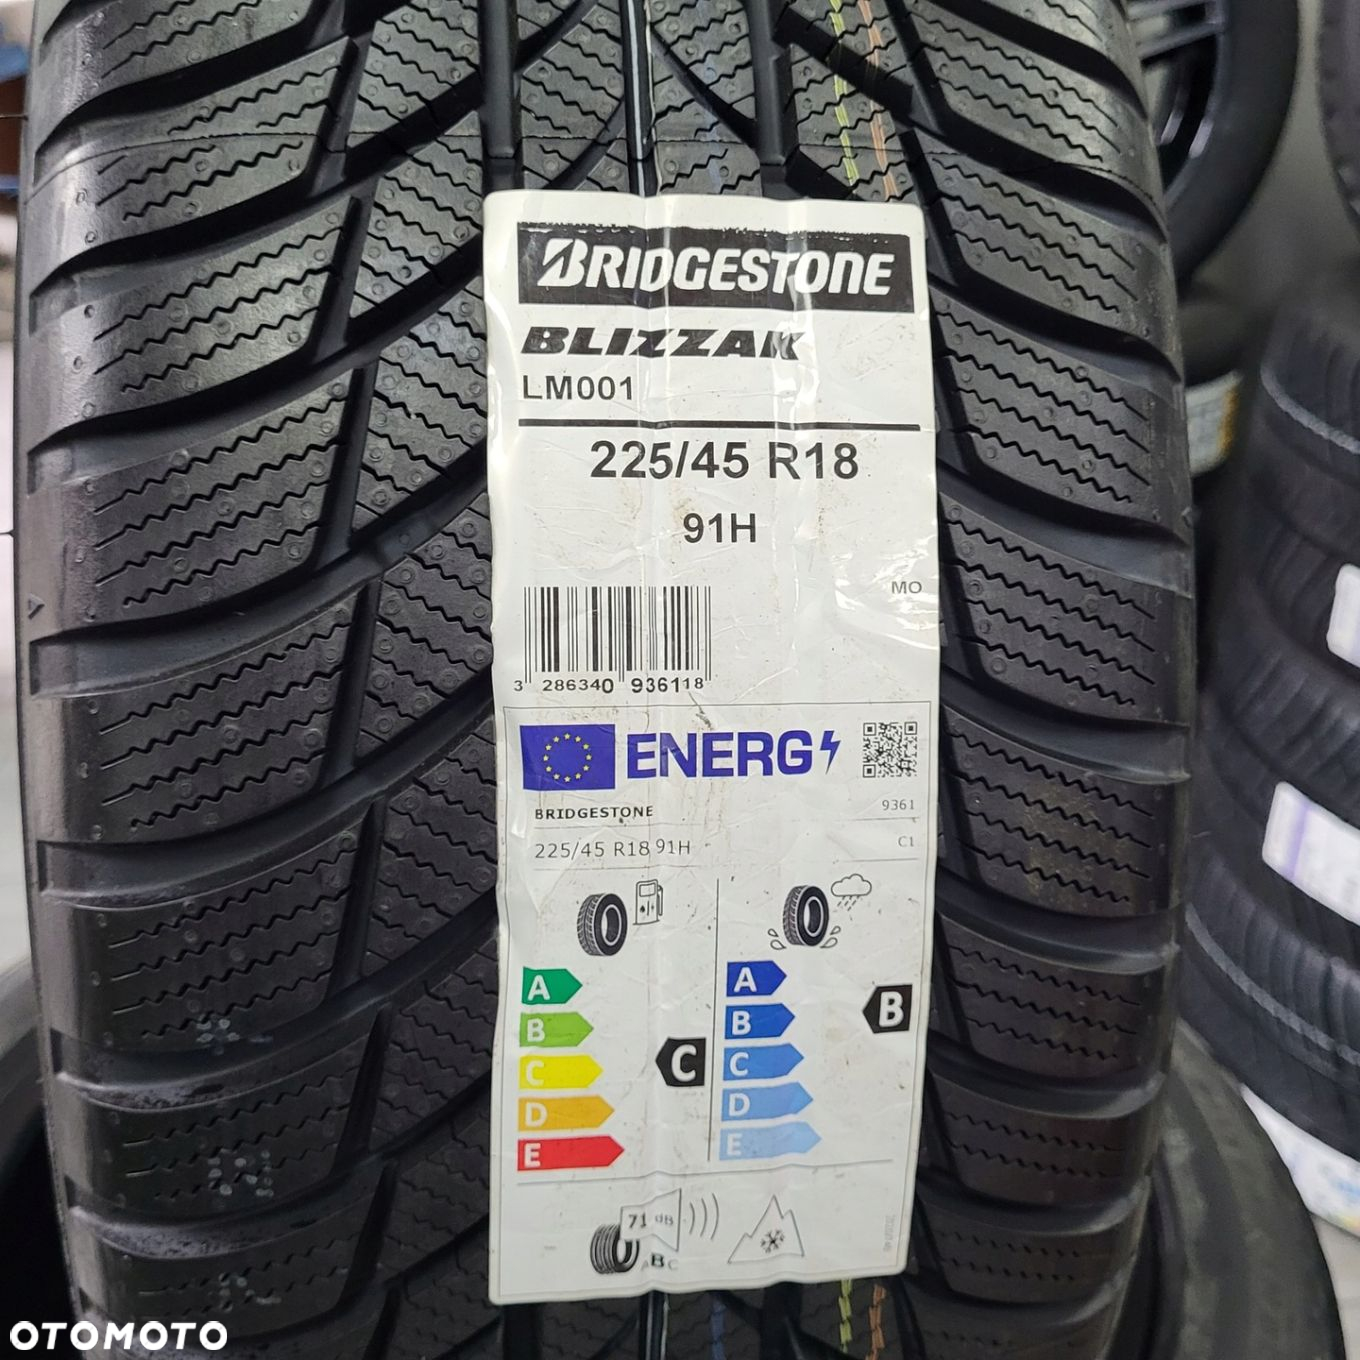 BRIDGESTONE
BLIZZAK
LM001
225/45 R18
91H
MO
3 286340 936118
ENERG
BRIDGESTONE 9361
225/45 R18 91H C1
A A
B B B
C C C
D D
E E
71 dB
ABC
OTOMOTO